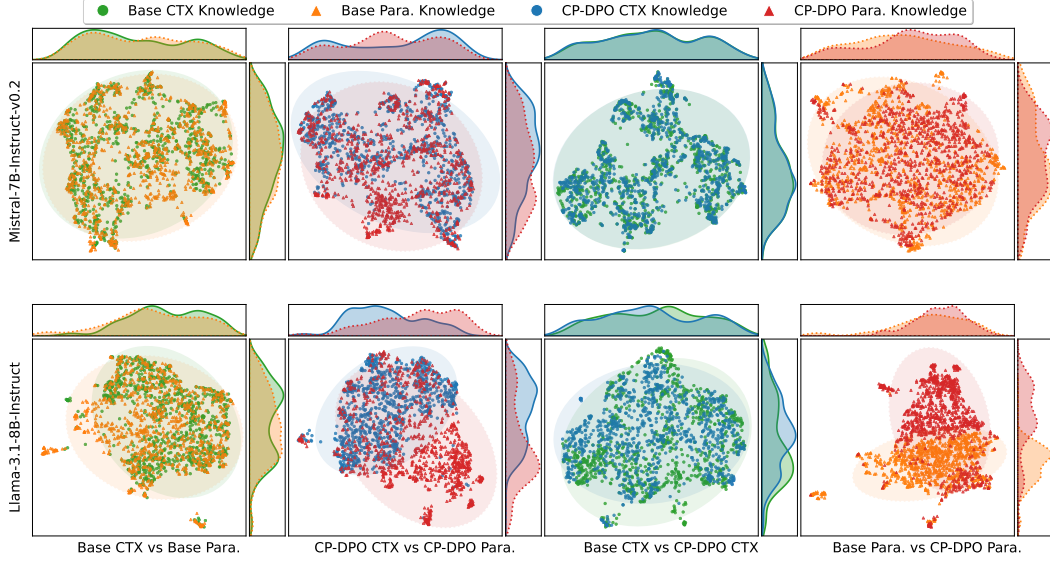 Base CTX Knowledge Base Para. Knowledge CP-DPO CTX Knowledge CP-DPO Para. Knowledge
Mistral-7B-Instruct-v0.2
Llama-3.1-8B-Instruct
Base CTX vs Base Para. CP-DPO CTX vs CP-DPO Para. Base CTX vs CP-DPO CTX Base Para. vs CP-DPO Para.